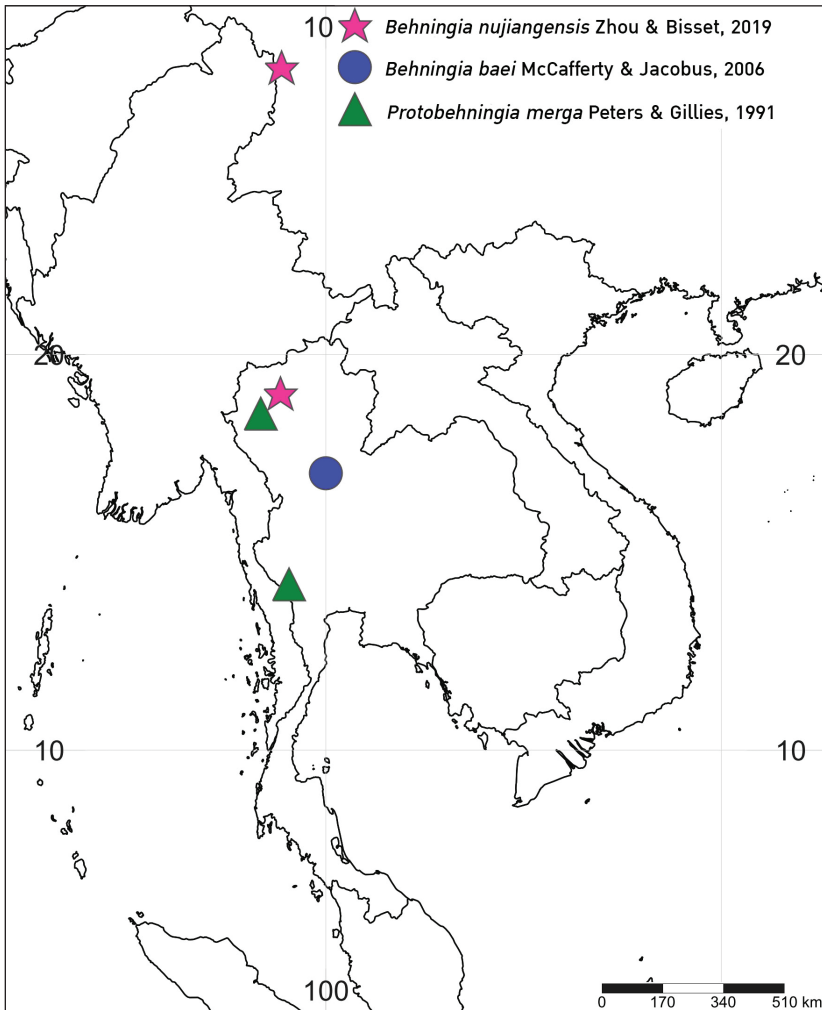 10
Behningia nujiangensis Zhou & Bisset, 2019
Behningia baei McCafferty & Jacobus, 2006
Protobehningia merga Peters & Gillies, 1991
20
20
10
10
100
0 170 340 510 km